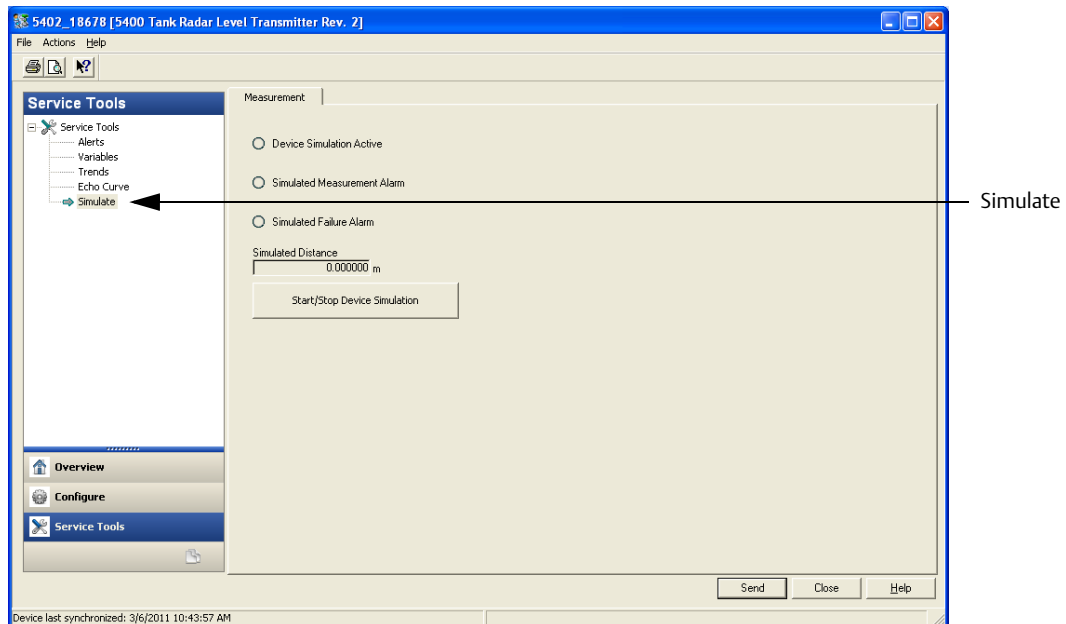 5402_18678 [5400 Tank Radar Level Transmitter Rev. 2]
File Actions Help
Service Tools
Service Tools
Alerts
Variables
Trends
Echo Curve
Simulate
Overview
Configure
Service Tools
Measurement
Device Simulation Active
Simulated Measurement Alarm
Simulated Failure Alarm
Simulated Distance
0.000000 m
Start/Stop Device Simulation
Send Close Help
Device last synchronized: 3/6/2011 10:43:57 AM
Simulate